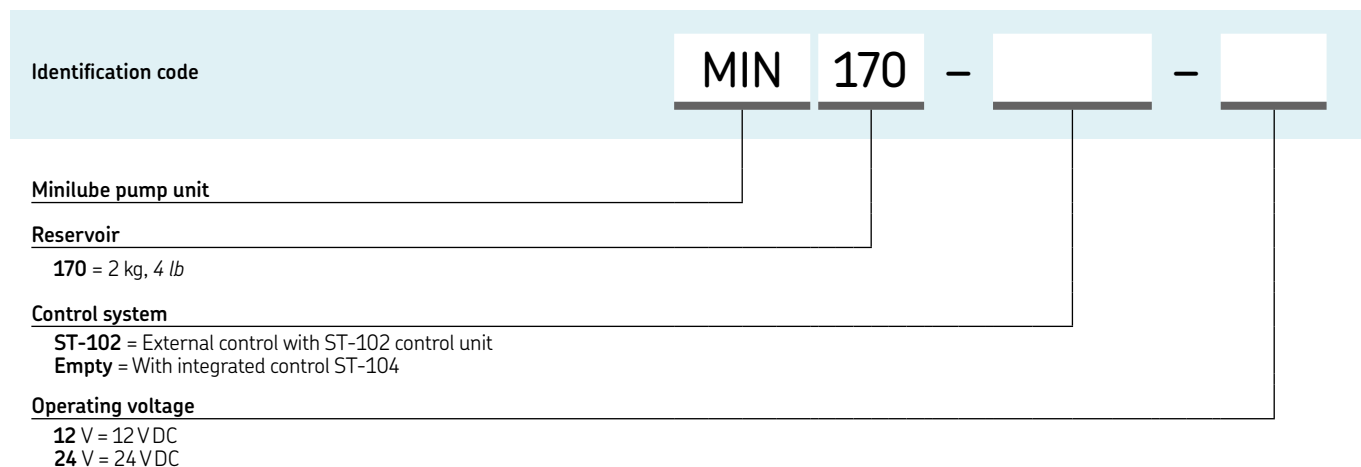 Identification code MIN 170 – –
Minilube pump unit
Reservoir
170 = 2 kg, 4 lb
Control system
ST-102 = External control with ST-102 control unit
Empty = With integrated control ST-104
Operating voltage
12 V = 12 V DC
24 V = 24 V DC